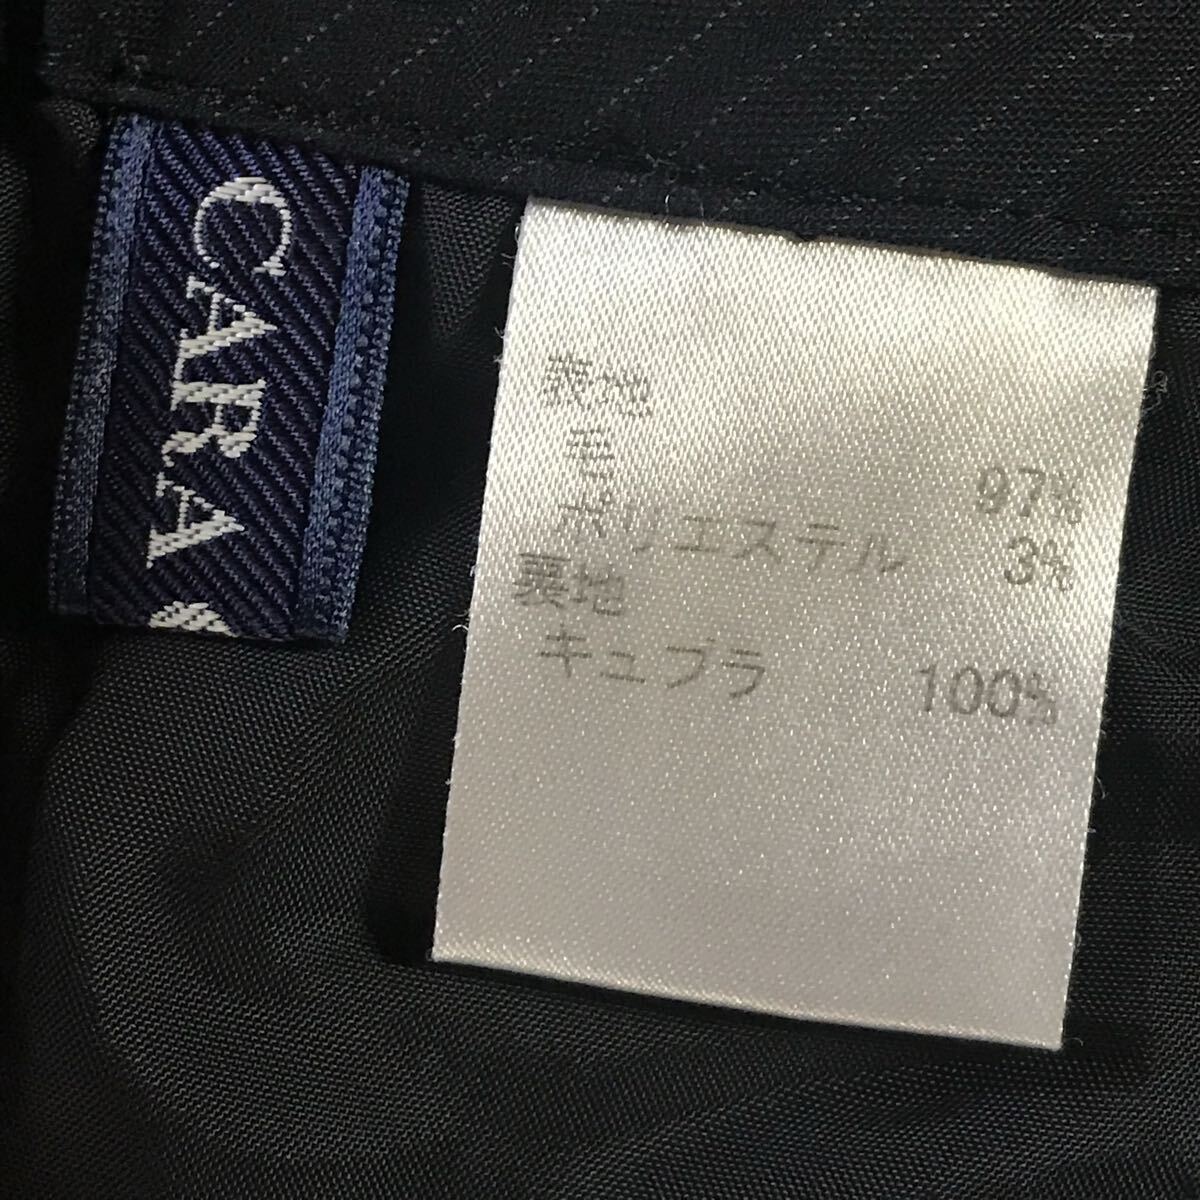 CARA
表地
毛 97%
ポリエステル 3%
裏地
キュプラ 100%